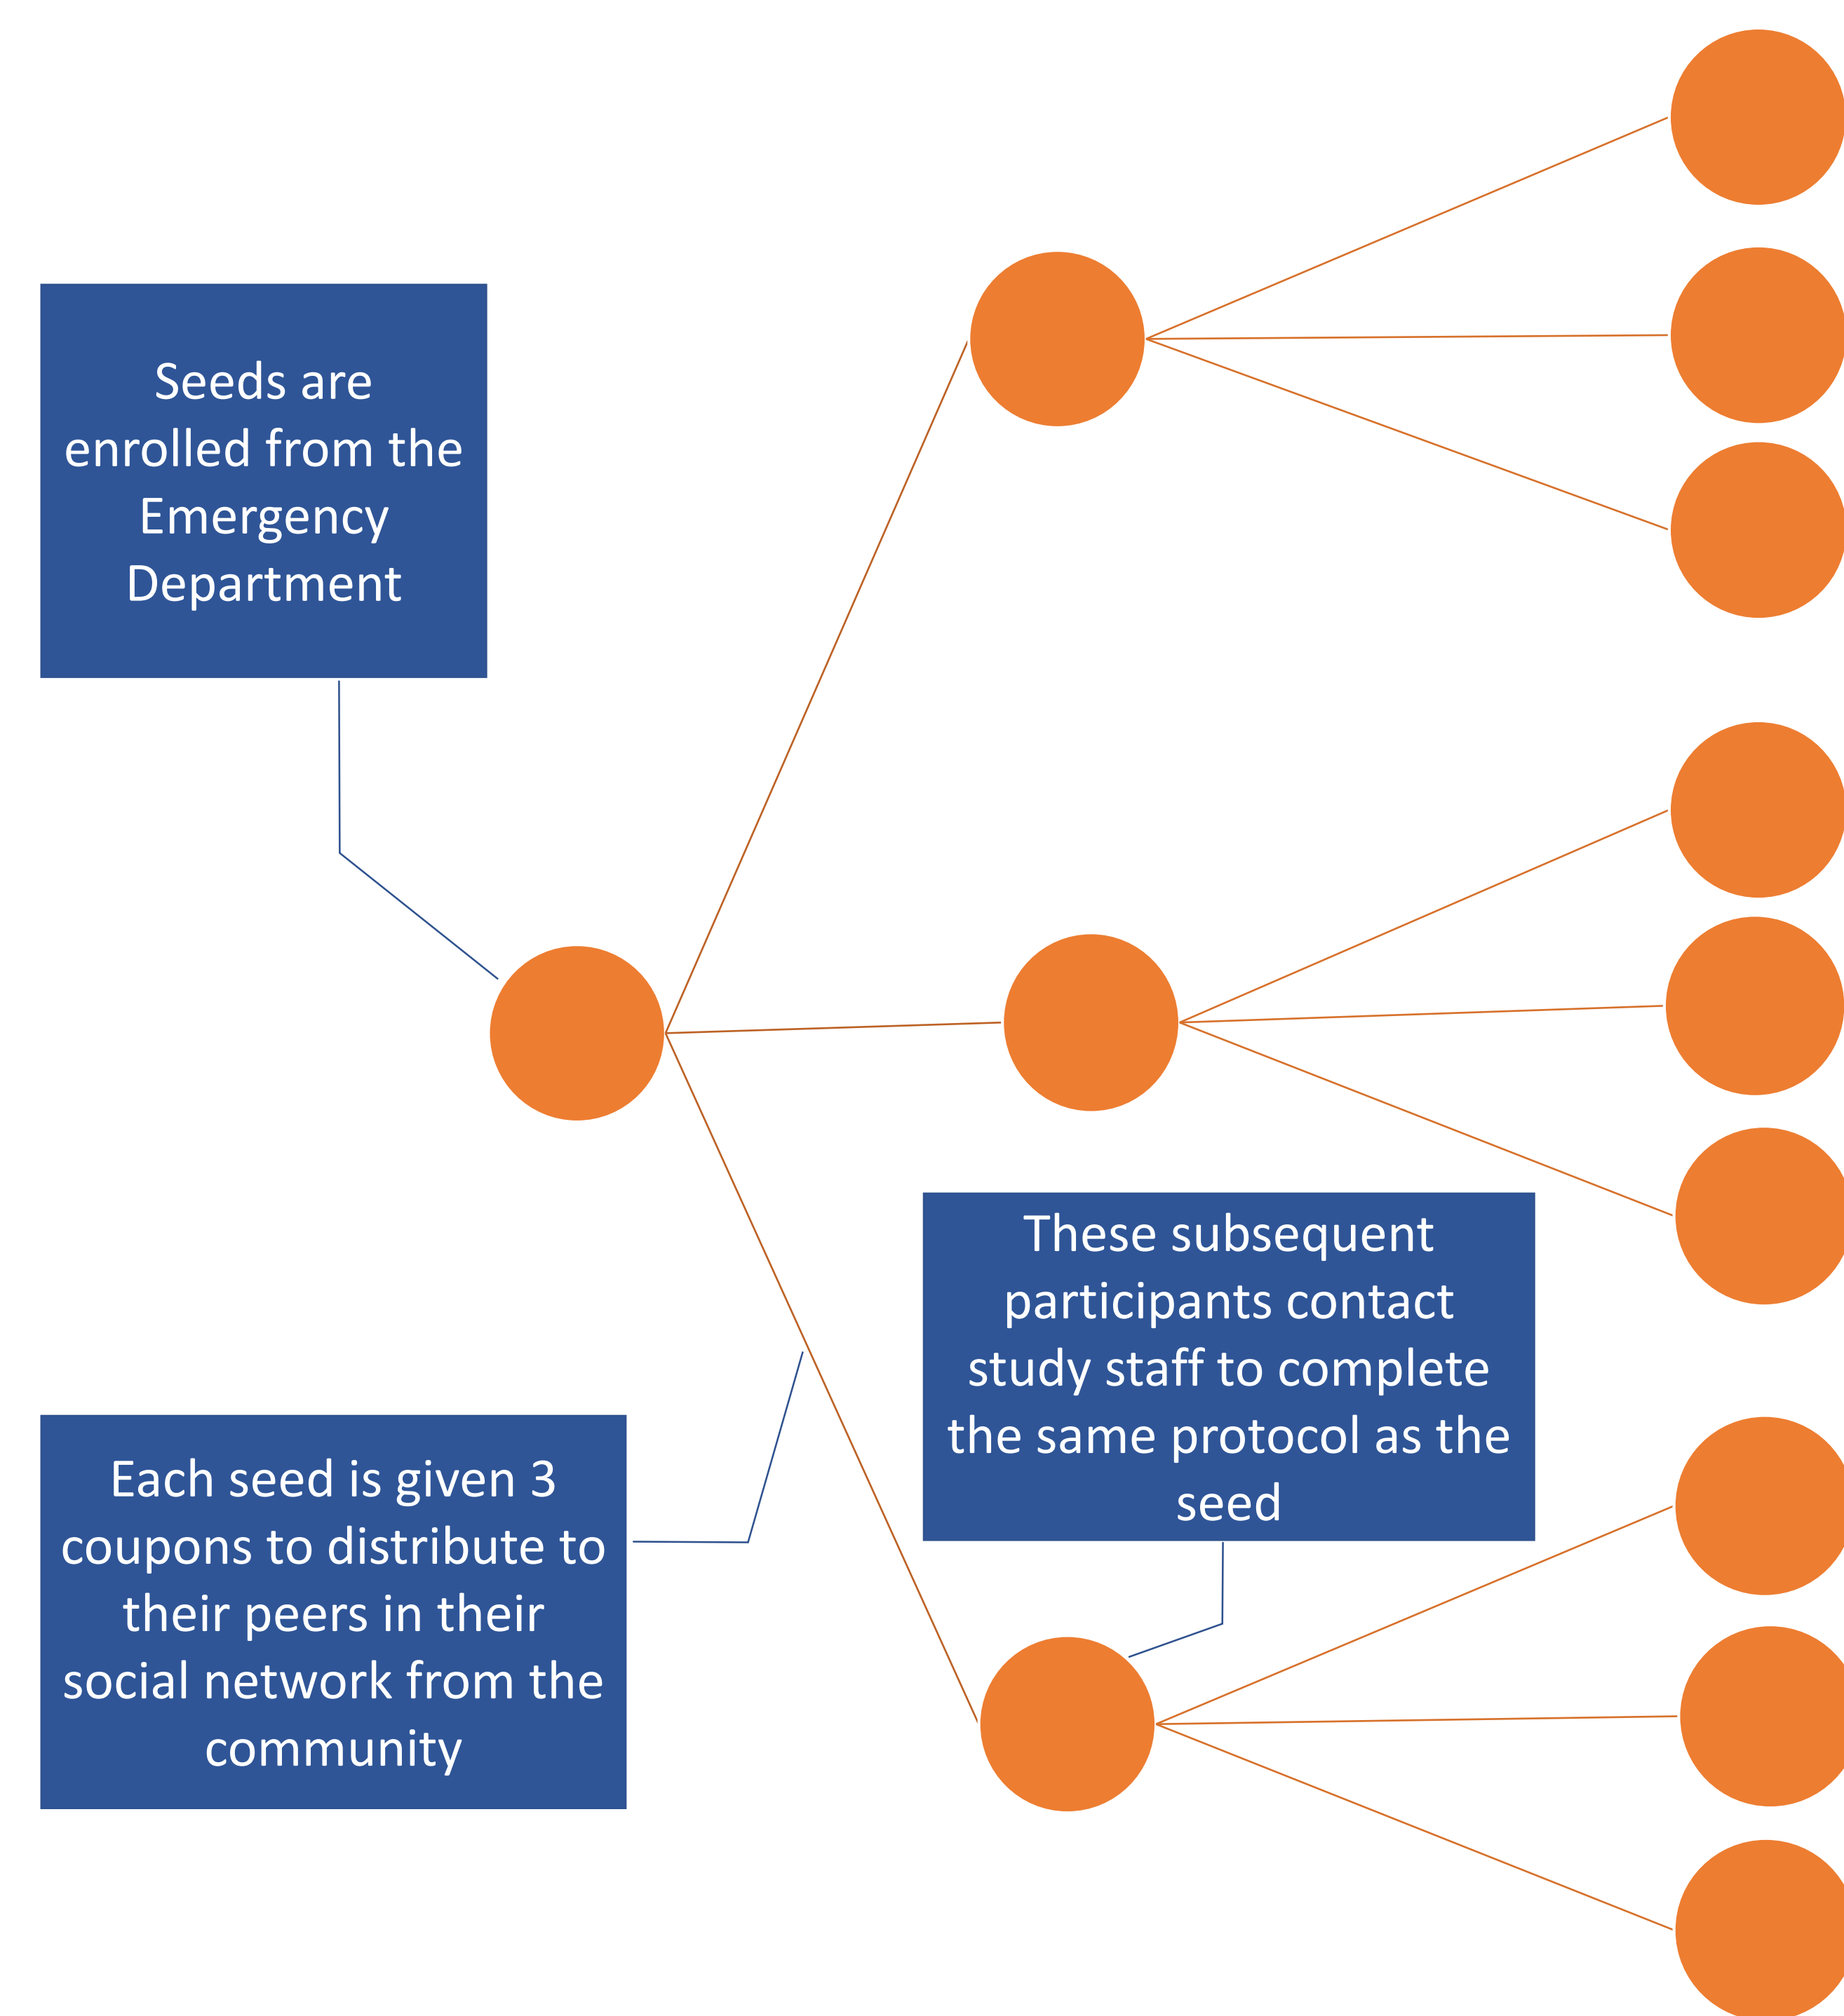 Seeds are
enrolled from the
Emergency
Department
These subsequent
participants contact
study staff to complete
the same protocol as the
seed
Each seed is given 3
coupons to distribute to
their peers in their
social network from the
community